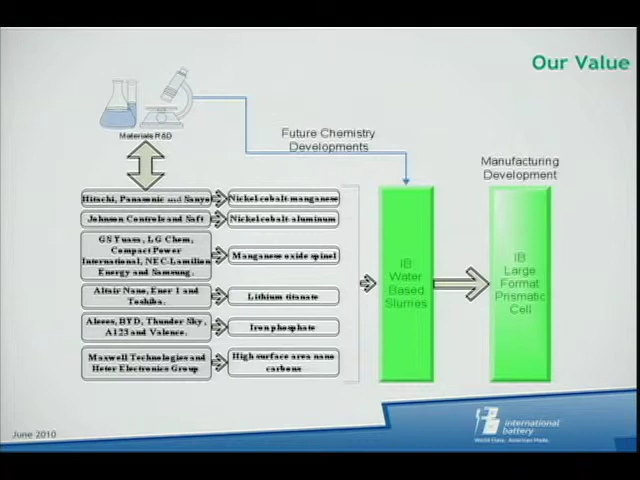 Our Value
Materials R&D
Future Chemistry
Developments
Manufacturing
Development
Hitachi, Panasonic and Sanyo
Nickel cobalt manganese
Johnson Controls and Saft
Nickel cobalt aluminum
GS Yuasa, LG Chem,
Compact Power
International, NEC-Lamilion
Energy and Samsung.
Manganese oxide spinel
Altair Nano, Ener 1 and
Toshiba.
Lithium titanate
Aleees, BYD, Thunder Sky,
A123 and Valence.
Iron phosphate
Maxwell Technologies and
Heter Electronics Group
High surface area nano
carbons
IB
Water
Based
Slurries
IB
Large
Format
Prismatic
Cell
June 2010
international
battery
World Class, American Made.